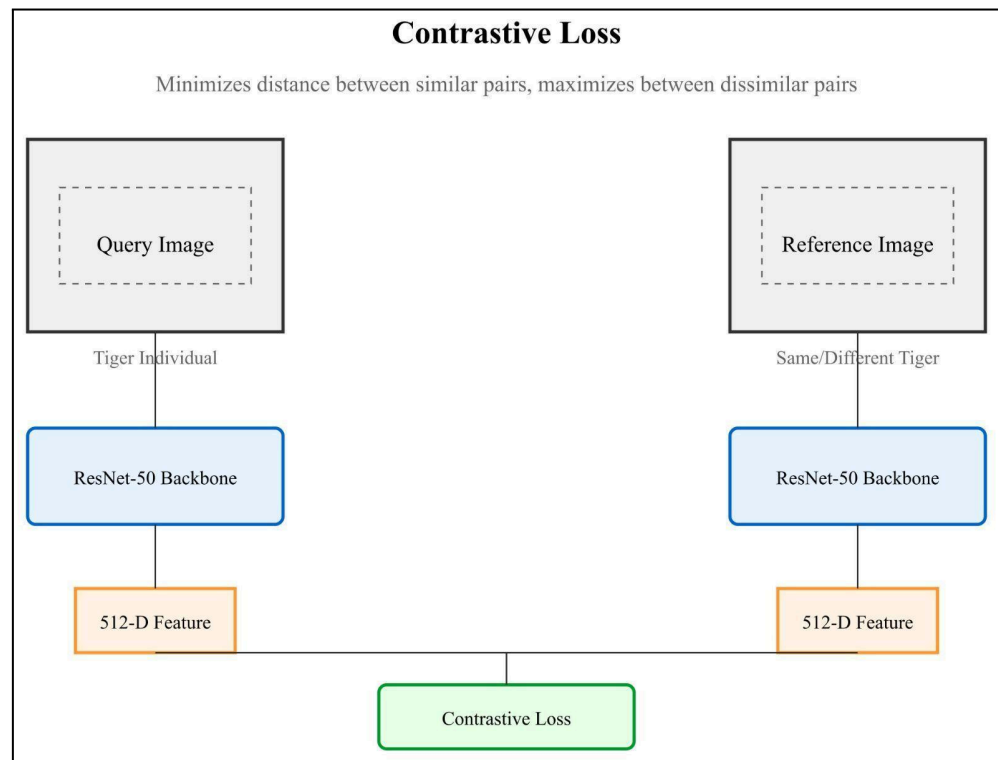 Contrastive Loss
Minimizes distance between similar pairs, maximizes between dissimilar pairs
Query Image
Reference Image
Tiger Individual
Same/Different Tiger
ResNet-50 Backbone
ResNet-50 Backbone
512-D Feature
512-D Feature
Contrastive Loss